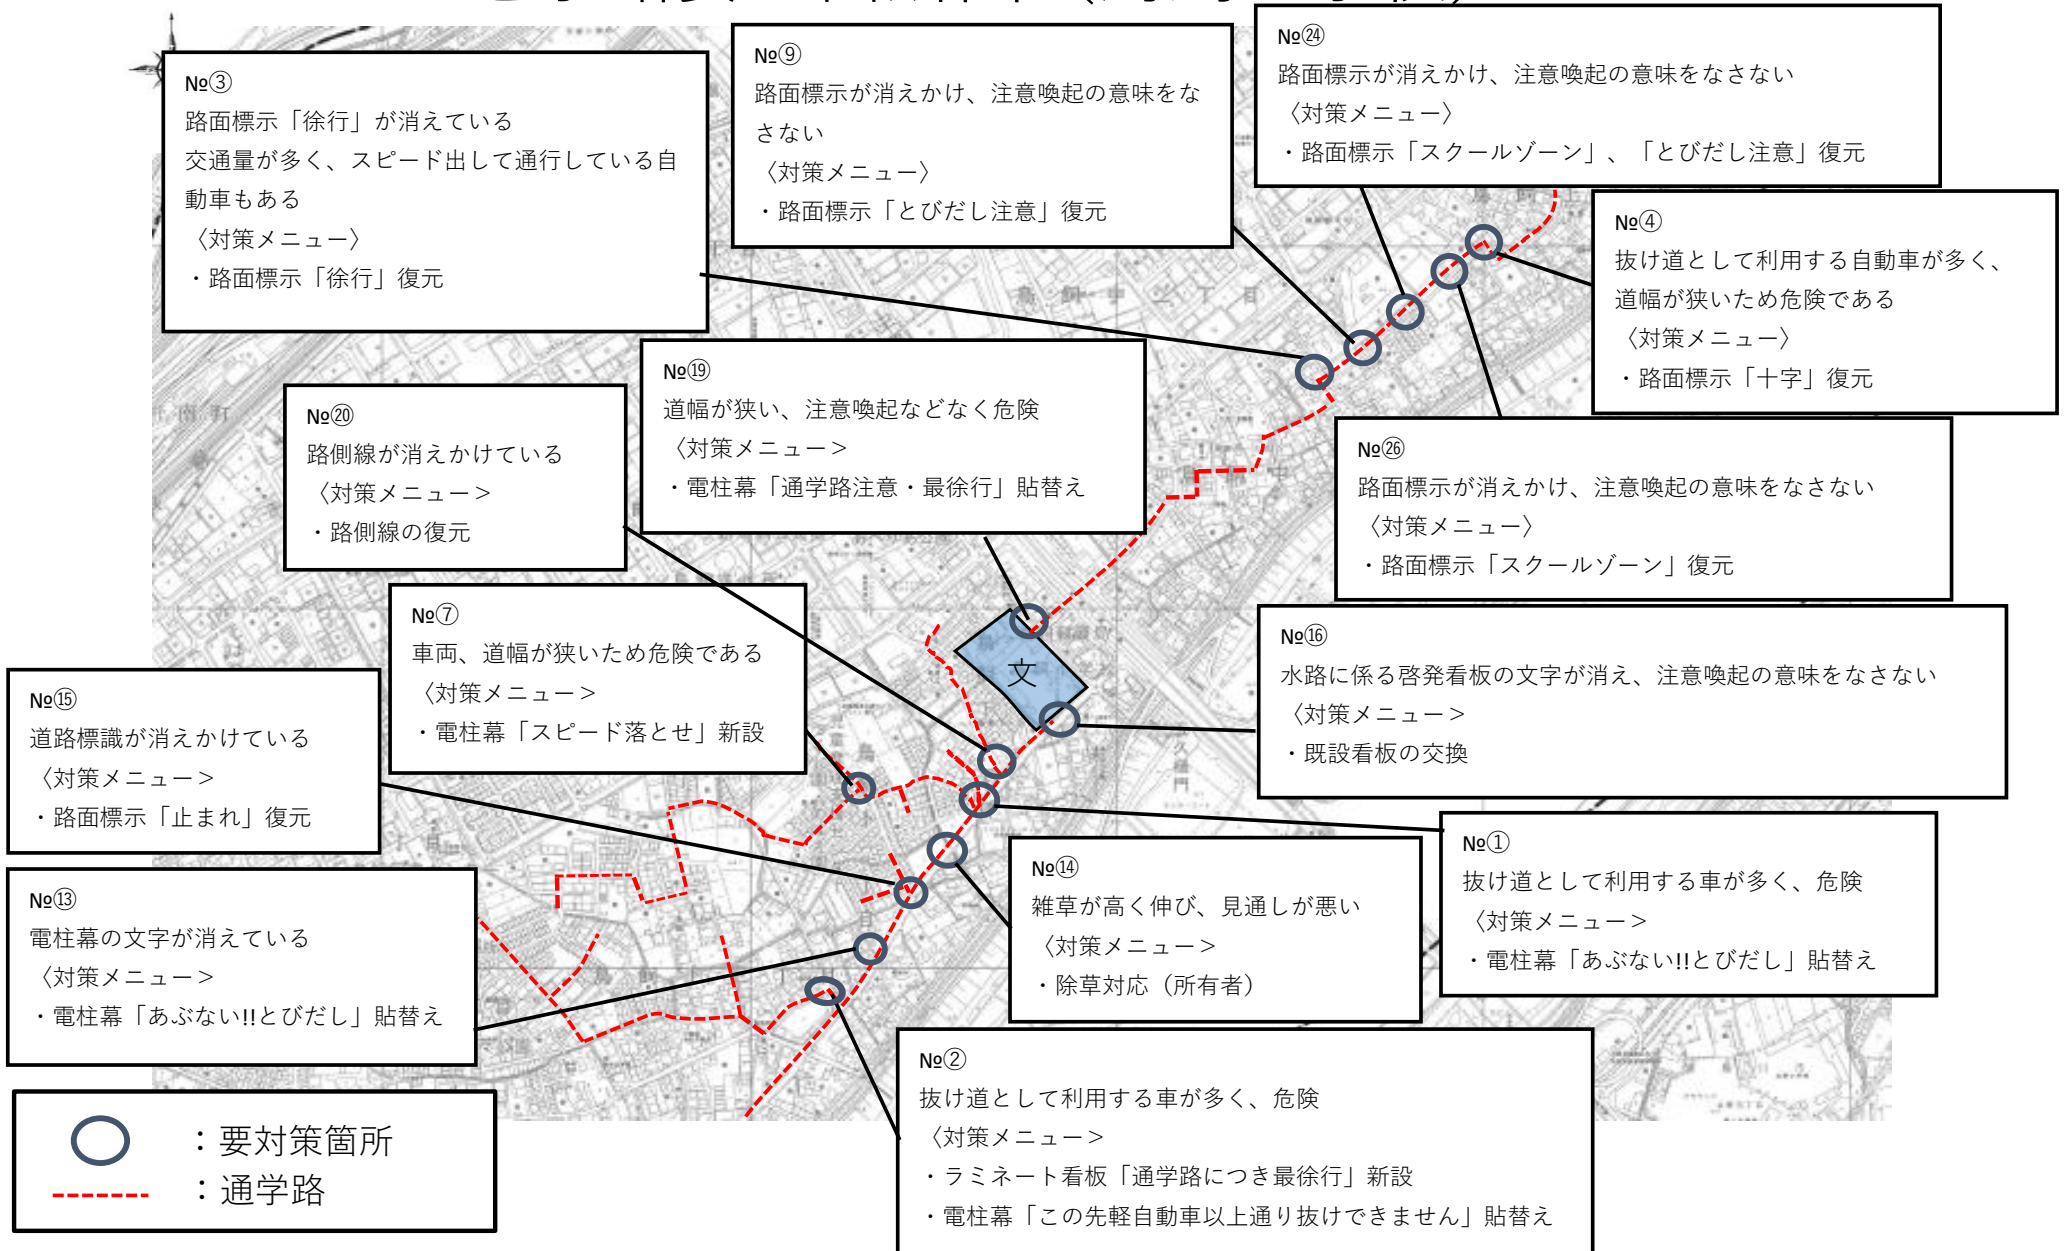 №③
路面標示「徐行」が消えている
交通量が多く、スピード出して通行している自
動車もある
〈対策メニュー〉
・路面標示「徐行」復元
№⑨
路面標示が消えかけ、注意喚起の意味をな
さない
〈対策メニュー〉
・路面標示「とびだし注意」復元
№㉔
路面標示が消えかけ、注意喚起の意味をなさない
〈対策メニュー〉
・路面標示「スクールゾーン」、「とびだし注意」復元
№④
抜け道として利用する自動車が多く、
道幅が狭いため危険である
〈対策メニュー〉
・路面標示「十字」復元
№⑲
道幅が狭い、注意喚起などなく危険
〈対策メニュー＞
・電柱幕「通学路注意・最徐行」貼替え
№⑳
路側線が消えかけている
〈対策メニュー＞
・路側線の復元
№㉖
路面標示が消えかけ、注意喚起の意味をなさない
〈対策メニュー〉
・路面標示「スクールゾーン」復元
№⑦
車両、道幅が狭いため危険である
〈対策メニュー＞
・電柱幕「スピード落とせ」新設
文
№⑯
水路に係る啓発看板の文字が消え、注意喚起の意味をなさない
〈対策メニュー＞
・既設看板の交換
№⑮
道路標識が消えかけている
〈対策メニュー＞
・路面標示「止まれ」復元
№①
抜け道として利用する車が多く、危険
〈対策メニュー＞
・電柱幕「あぶない!!とびだし」貼替え
№⑭
雑草が高く伸び、見通しが悪い
〈対策メニュー＞
・除草対応（所有者）
№⑬
電柱幕の文字が消えている
〈対策メニュー＞
・電柱幕「あぶない!!とびだし」貼替え
№②
抜け道として利用する車が多く、危険
〈対策メニュー＞
・ラミネート看板「通学路につき最徐行」新設
・電柱幕「この先軽自動車以上通り抜けできません」貼替え
：要対策箇所
：通学路